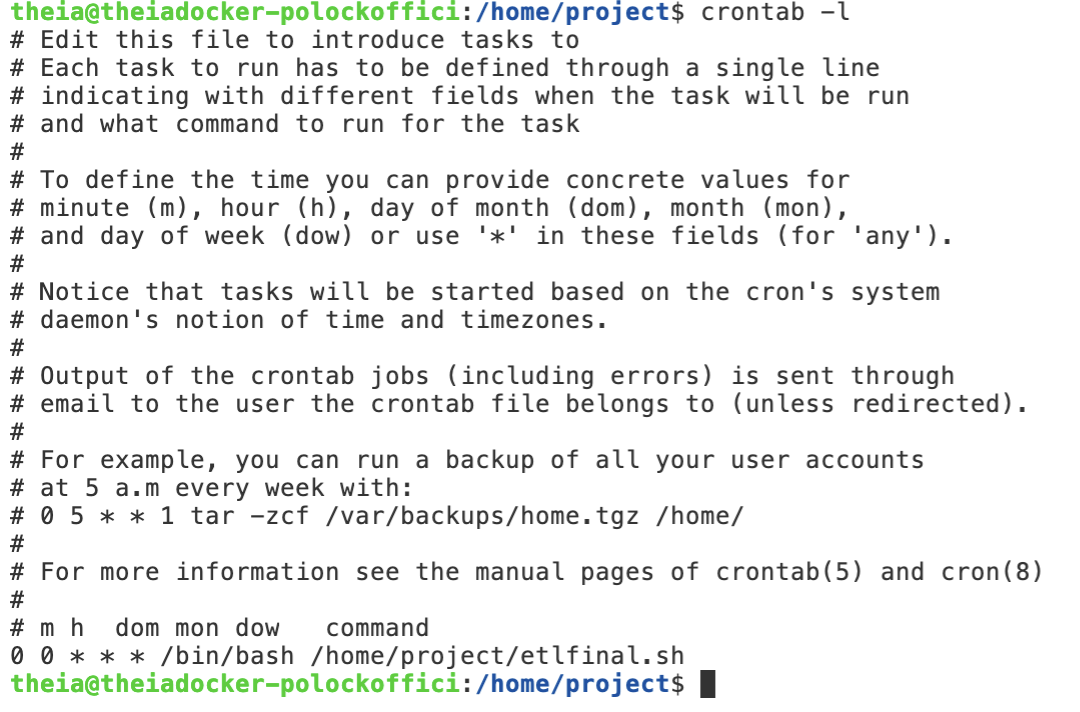 theia@theiadocker-polockoffici:/home/project$ crontab -l
# Edit this file to introduce tasks to
# Each task to run has to be defined through a single line
# indicating with different fields when the task will be run
# and what command to run for the task
#
# To define the time you can provide concrete values for
# minute (m), hour (h), day of month (dom), month (mon),
# and day of week (dow) or use '*' in these fields (for 'any').
#
# Notice that tasks will be started based on the cron's system
# daemon's notion of time and timezones.
#
# Output of the crontab jobs (including errors) is sent through
# email to the user the crontab file belongs to (unless redirected).
#
# For example, you can run a backup of all your user accounts
# at 5 a.m every week with:
# 0 5 * * 1 tar -zcf /var/backups/home.tgz /home/
#
# For more information see the manual pages of crontab(5) and cron(8)
#
# m h  dom mon dow   command
0 0 * * * /bin/bash /home/project/etlfinal.sh
theia@theiadocker-polockoffici:/home/project$